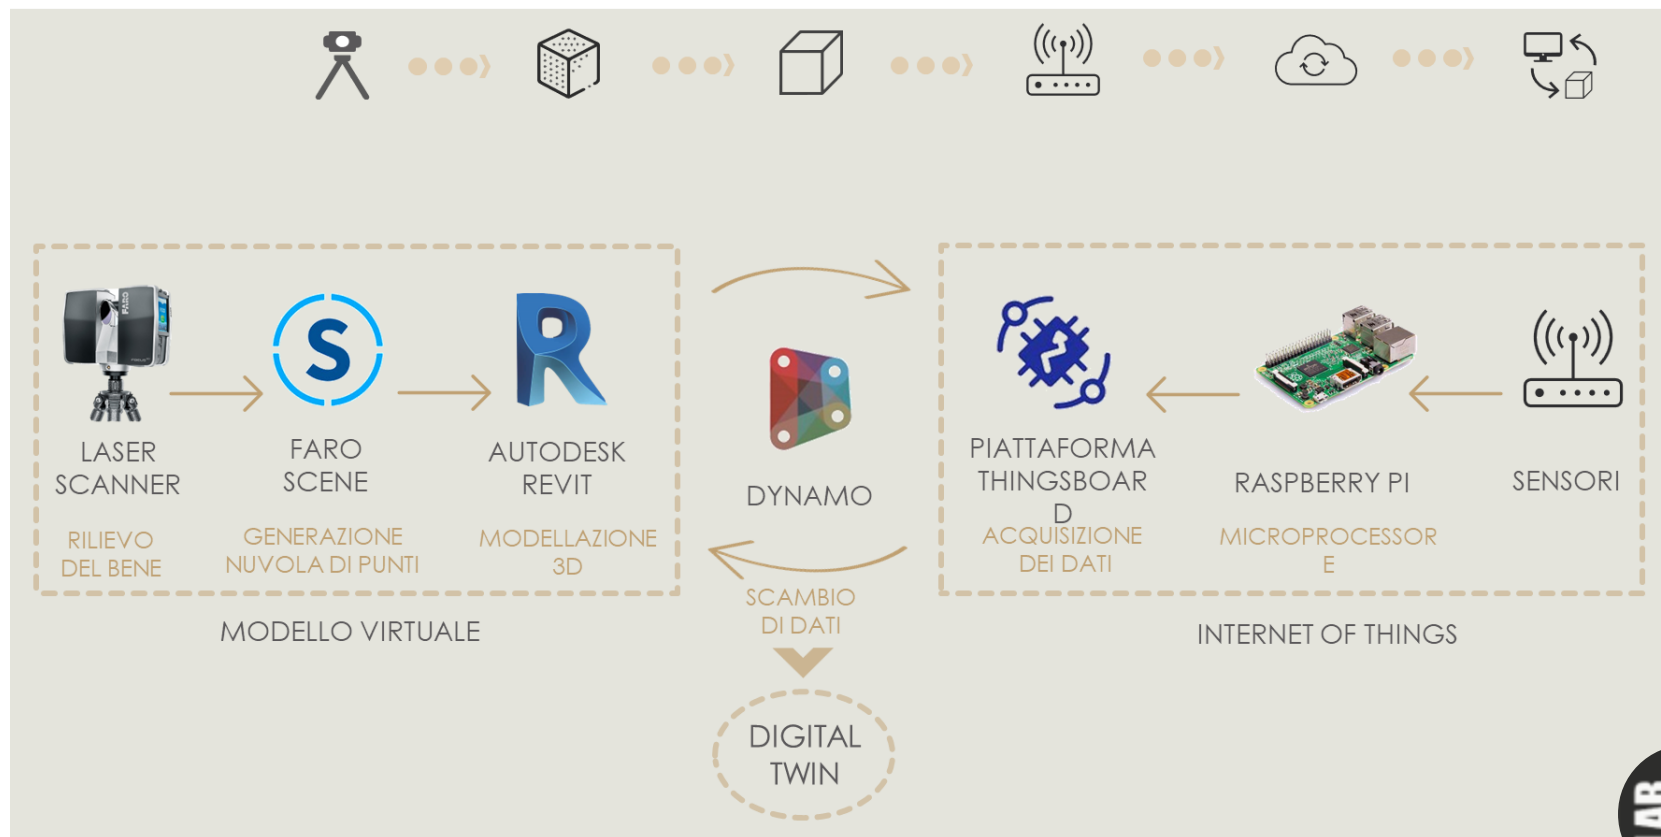 LASER
SCANNER
RILIEVO
DEL BENE
FARO
SCENE
GENERAZIONE
NUVOLA DI PUNTI
AUTODESK
REVIT
MODELLAZIONE
3D
MODELLO VIRTUALE
DYNAMO
SCAMBIO
DI DATI
DIGITAL
TWIN
PIATTAFORMA
THINGSBOAR
D
ACQUISIZIONE
DEI DATI
RASPBERRY PI
MICROPROCESSOR
E
SENSORI
INTERNET OF THINGS
FARO
S
R